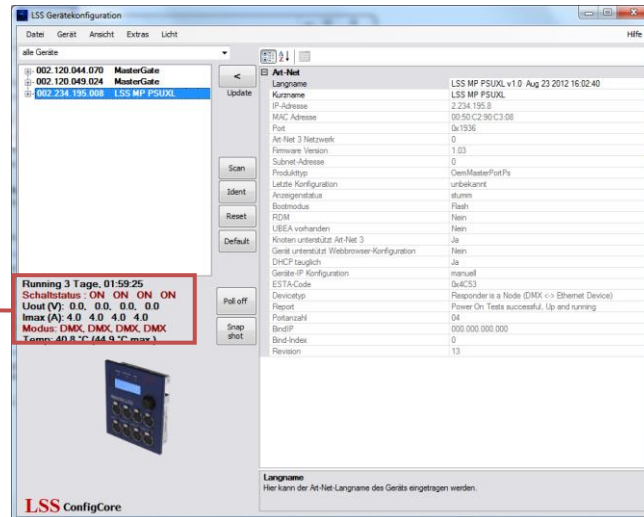 LSS Gerätekonfiguration
Datei Gerät Ansicht Extras Licht Hilfe
alle Geräte
002.120.044.070 MasterGate
002.120.049.024 MasterGate
002.234.195.008 LSS MP PSUXL
<
Update
Scan
Ident
Reset
Default
Poll off
Snap
shot
Running 3 Tage, 01:59:25
Schaltstatus : ON ON ON ON
Uout (V): 0.0, 0.0, 0.0, 0.0
Imax (A): 4.0 4.0 4.0 4.0
Modus: DMX, DMX, DMX, DMX
Temp: 40.8 °C (44.9 °C max.)
LSS ConfigCore
Art-Net
Langname LSS MP PSUXL v1.0 Aug 23 2012 16:02:40
Kurzname LSS MP PSUXL
IP-Adresse 2.234.195.8
MAC Adresse 00:50:C2:90:C3:08
Port 0x1936
Art-Net 3 Netzwerk 0
Firmware Version 1.03
Subnet-Adresse 0
Produkttyp OemMasterPortPs
Letzte Konfiguration unbekannt
Anzeigenstatus stumm
Bootmodus Flash
RDM Nein
UBEA vorhanden Nein
Knoten unterstützt Art-Net 3 Ja
Gerät unterstützt Webbrowser-Konfiguration Nein
DHCP tauglich Ja
Geräte-IP Konfiguration manuell
ESTA-Code 0x4C53
Devicetyp Responder is a Node (DMX <-> Ethernet Device)
Report Power On Tests successful, Up and running
Portanzahl 04
BindIP 000.000.000.000
Bind-Index 0
Revision 13
Langname
Hier kann der Art-Net-Langname des Geräts eingetragen werden.